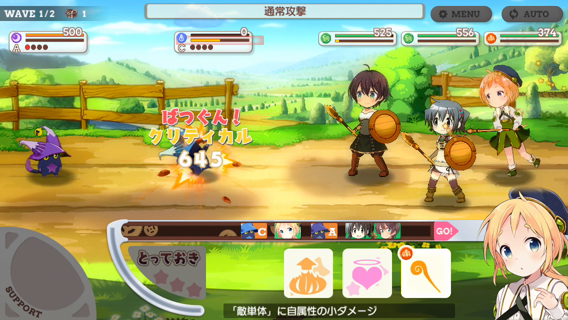 WAVE 1/2 1
通常攻撃
MENU
AUTO
500
A
0
C
525
556
374
ばつぐん!
クリティカル
645
C
A
GO!
とっておき
SUPPORT
「敵単体」に自属性の小ダメージ